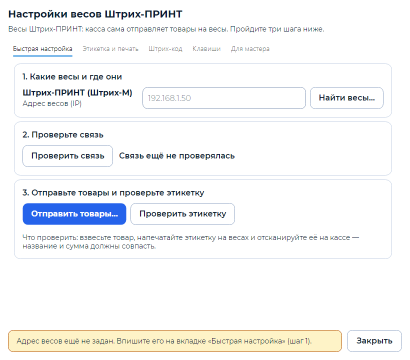 Настройки весов Штрих-ПРИНТ
Весы Штрих-ПРИНТ: касса сама отправляет товары на весы. Пройдите три шага ниже.
Быстрая настройка Этикетка и печать Штрих-код Клавиши Для мастера
1. Какие весы и где они
Штрих-ПРИНТ (Штрих-М)
Адрес весов (IP)
192.168.1.50
Найти весы...
2. Проверьте связь
Проверить связь Связь ещё не проверялась
3. Отправьте товары и проверьте этикетку
Отправить товары... Проверить этикетку
Что проверить: взвесьте товар, напечатайте этикетку на весах и отсканируйте её на кассе —
название и сумма должны совпасть.
Адрес весов ещё не задан. Впишите его на вкладке «Быстрая настройка» (шаг 1).
Закрыть